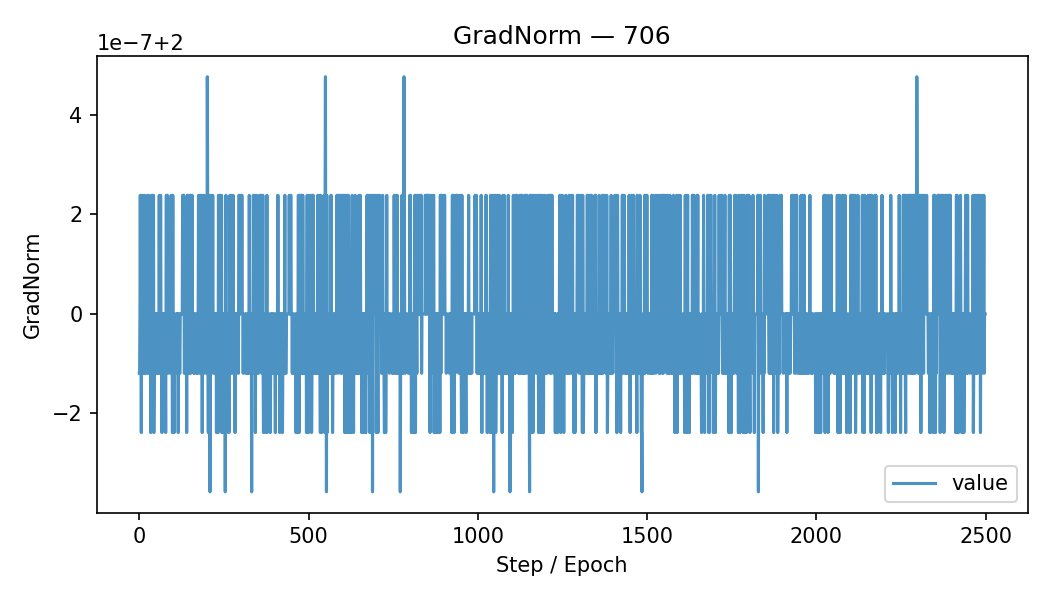 GradNorm — 706
1e−7+2
GradNorm
4
2
0
−2
0 500 1000 1500 2000 2500
Step / Epoch
value